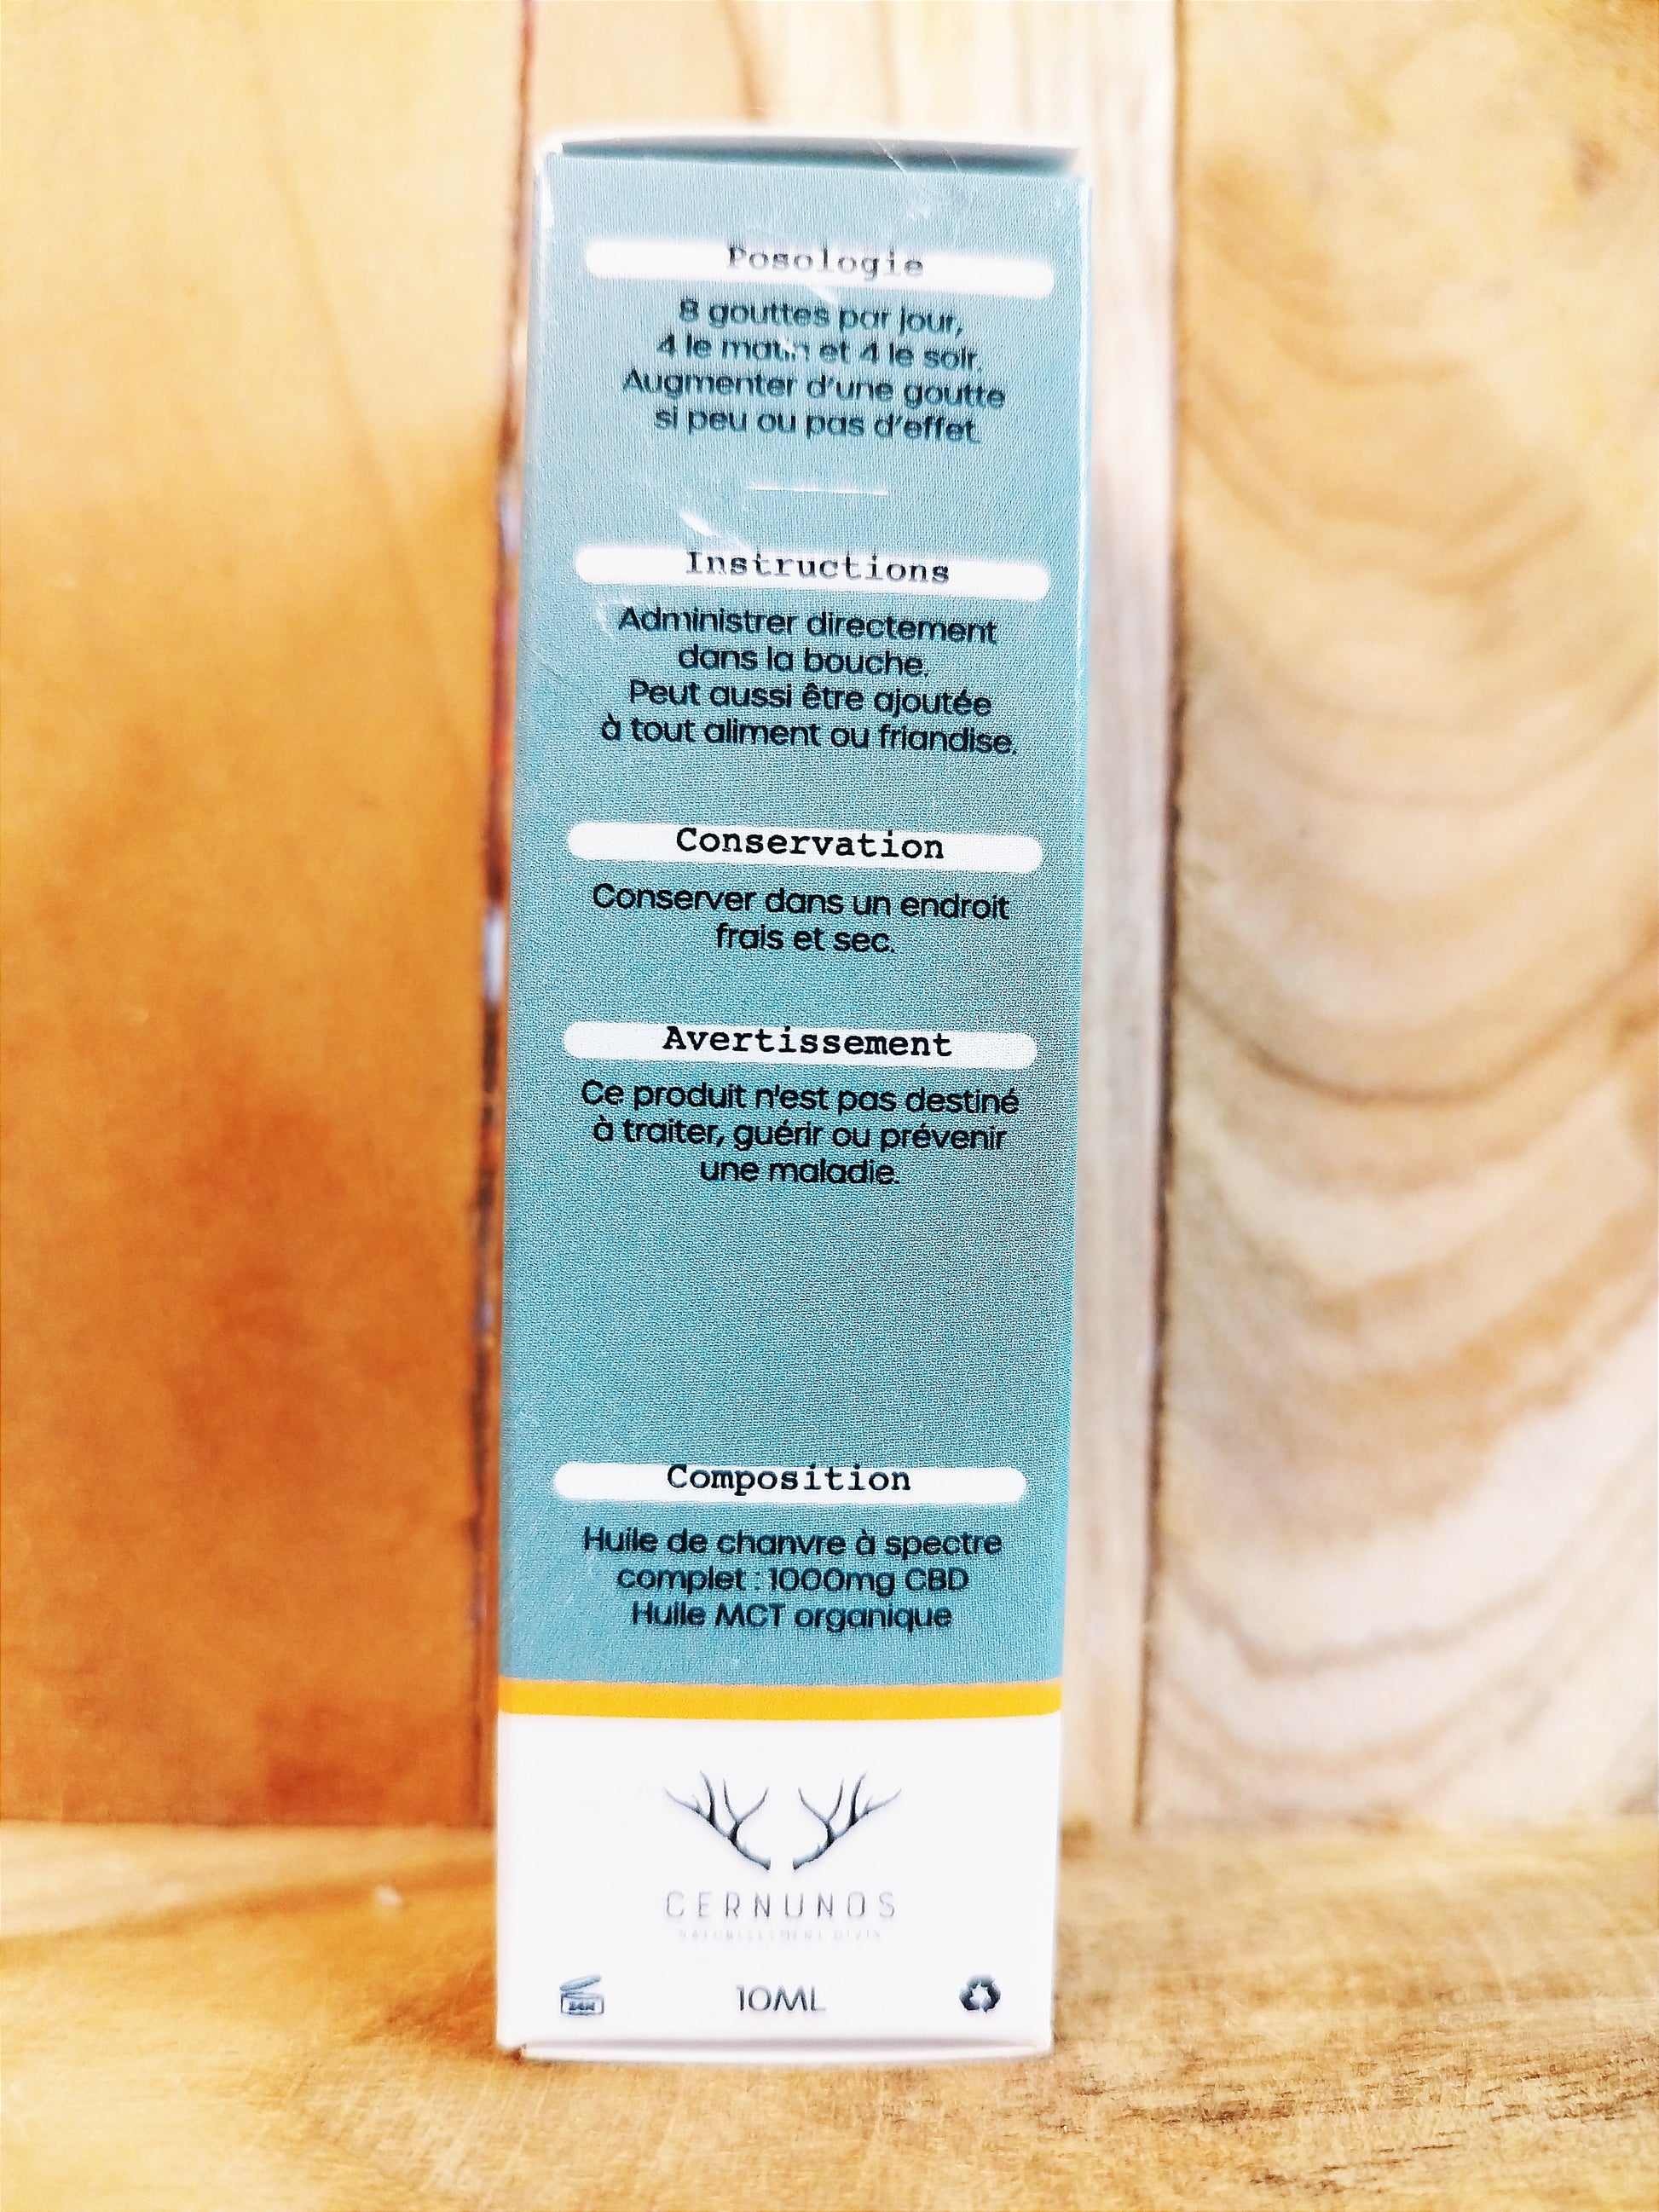 Posologie
8 gouttes par jour,
4 le matin et 4 le soir.
Augmenter d'une goutte
si peu ou pas d'effet.
Instructions
Administrer directement
dans la bouche.
Peut aussi être ajoutée
à tout aliment ou friandise.
Conservation
Conserver dans un endroit
frais et sec.
Avertissement
Ce produit n'est pas destiné
à traiter, guérir ou prévenir
une maladie.
Composition
Huile de chanvre à spectre
complet : 1000mg CBD
Huile MCT organique
CERNUNOS
NATURELLEMENT DIVIN
10ML